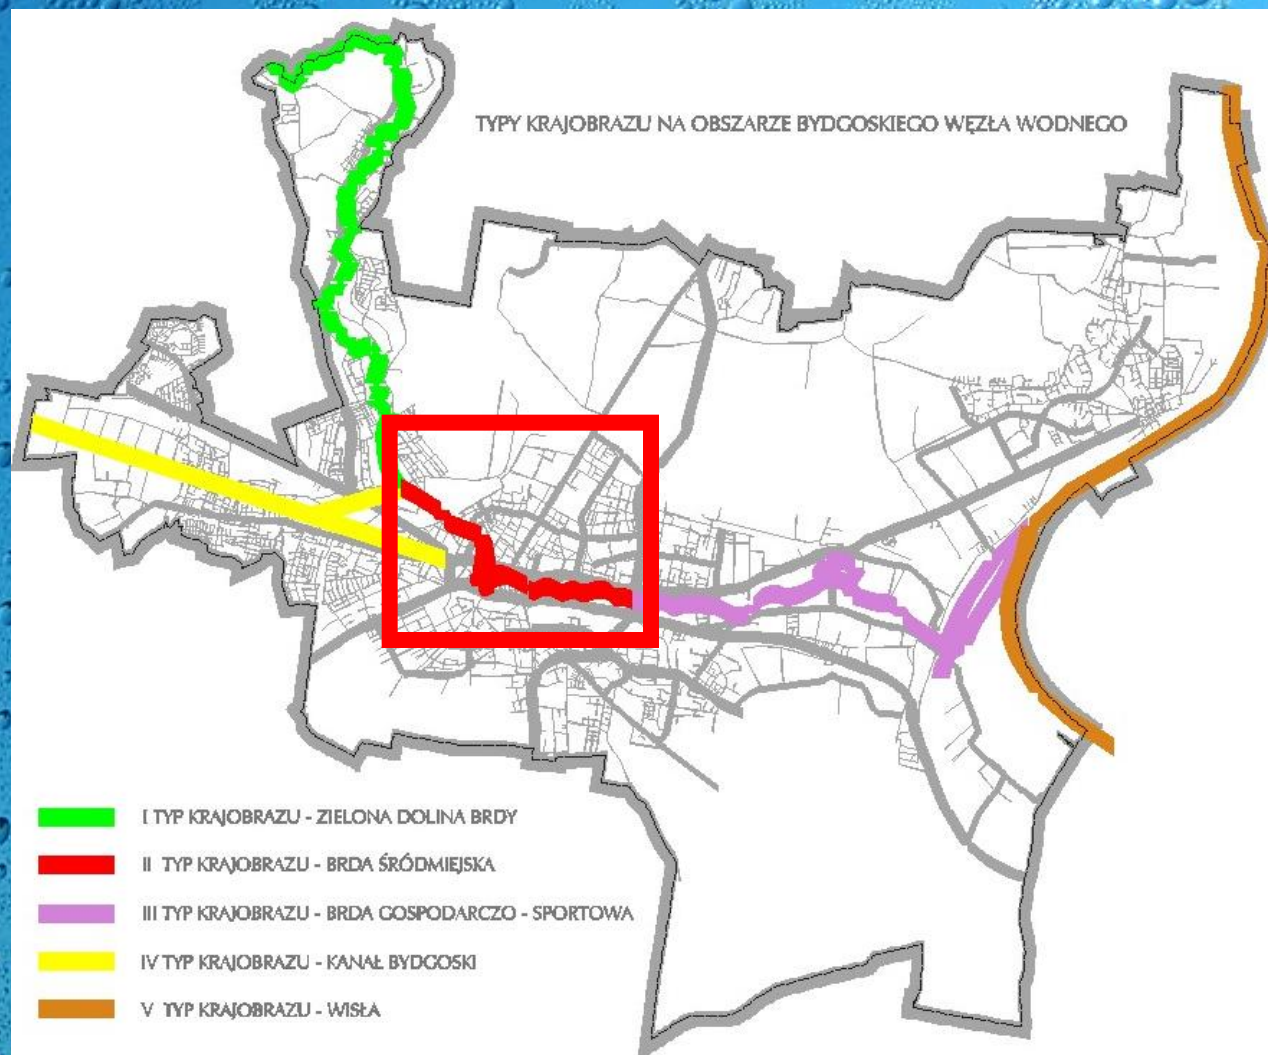 TYPY KRAJOBRAZU NA OBSZARZE BYDGOSKIEGO WĘZŁA WODNEGO
I TYP KRAJOBRAZU - ZIELONA DOLINA BRDY
II TYP KRAJOBRAZU - BRDA ŚRÓDMIEJSKA
III TYP KRAJOBRAZU - BRDA GOSPODARCZO - SPORTOWA
IV TYP KRAJOBRAZU - KANAŁ BYDGOSKI
V TYP KRAJOBRAZU - WISŁA